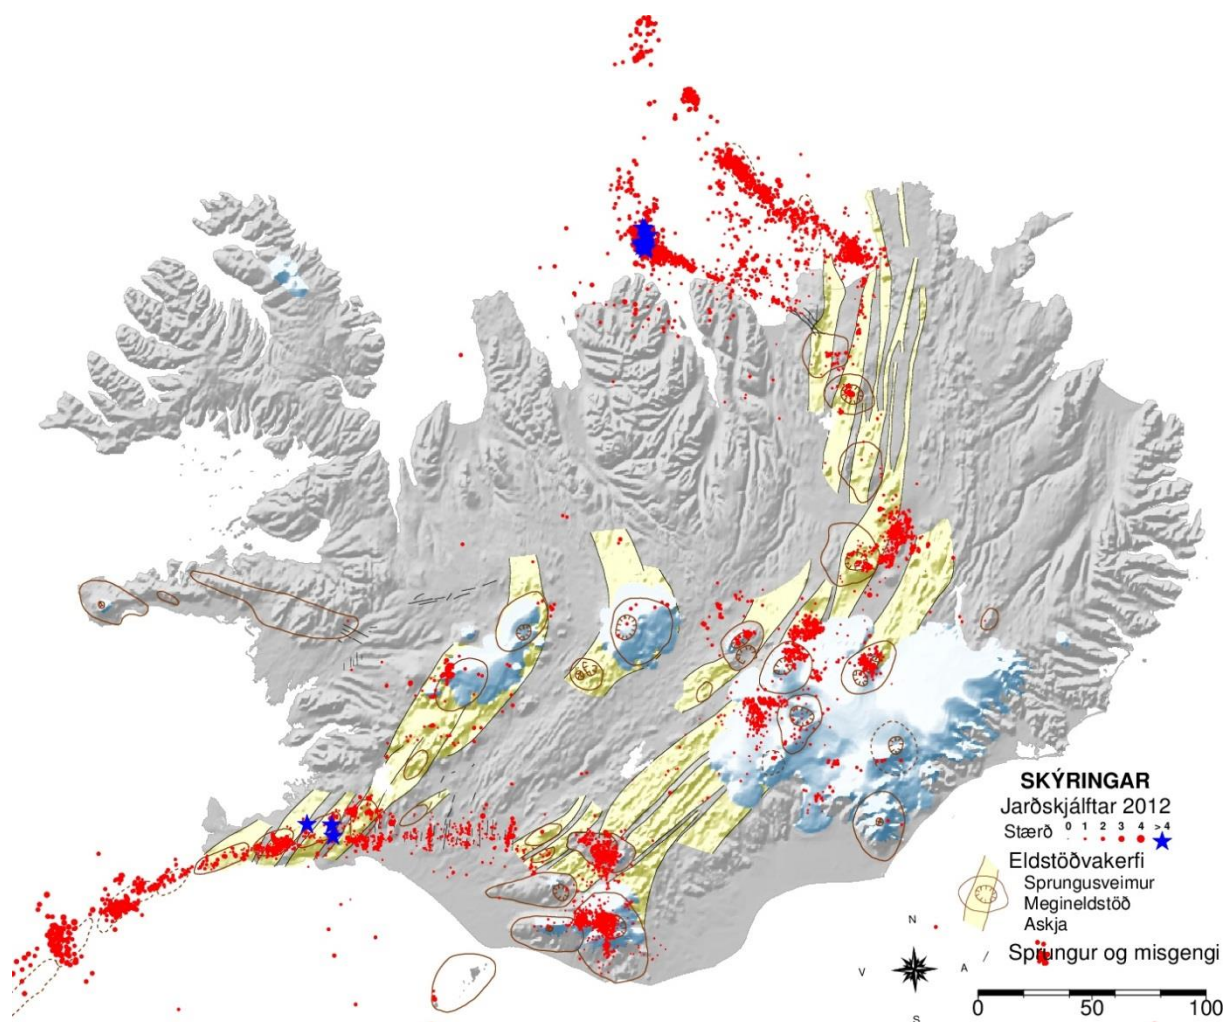 SKÝRINGAR
Jarðskjálftar 2012
Stærð 0 1 2 3 4 >4
Eldstöðvakerfi
Sprungusveimur
Megineldstöð
Askja
Sprungur og misgengi
N
V A
S
0 50 100